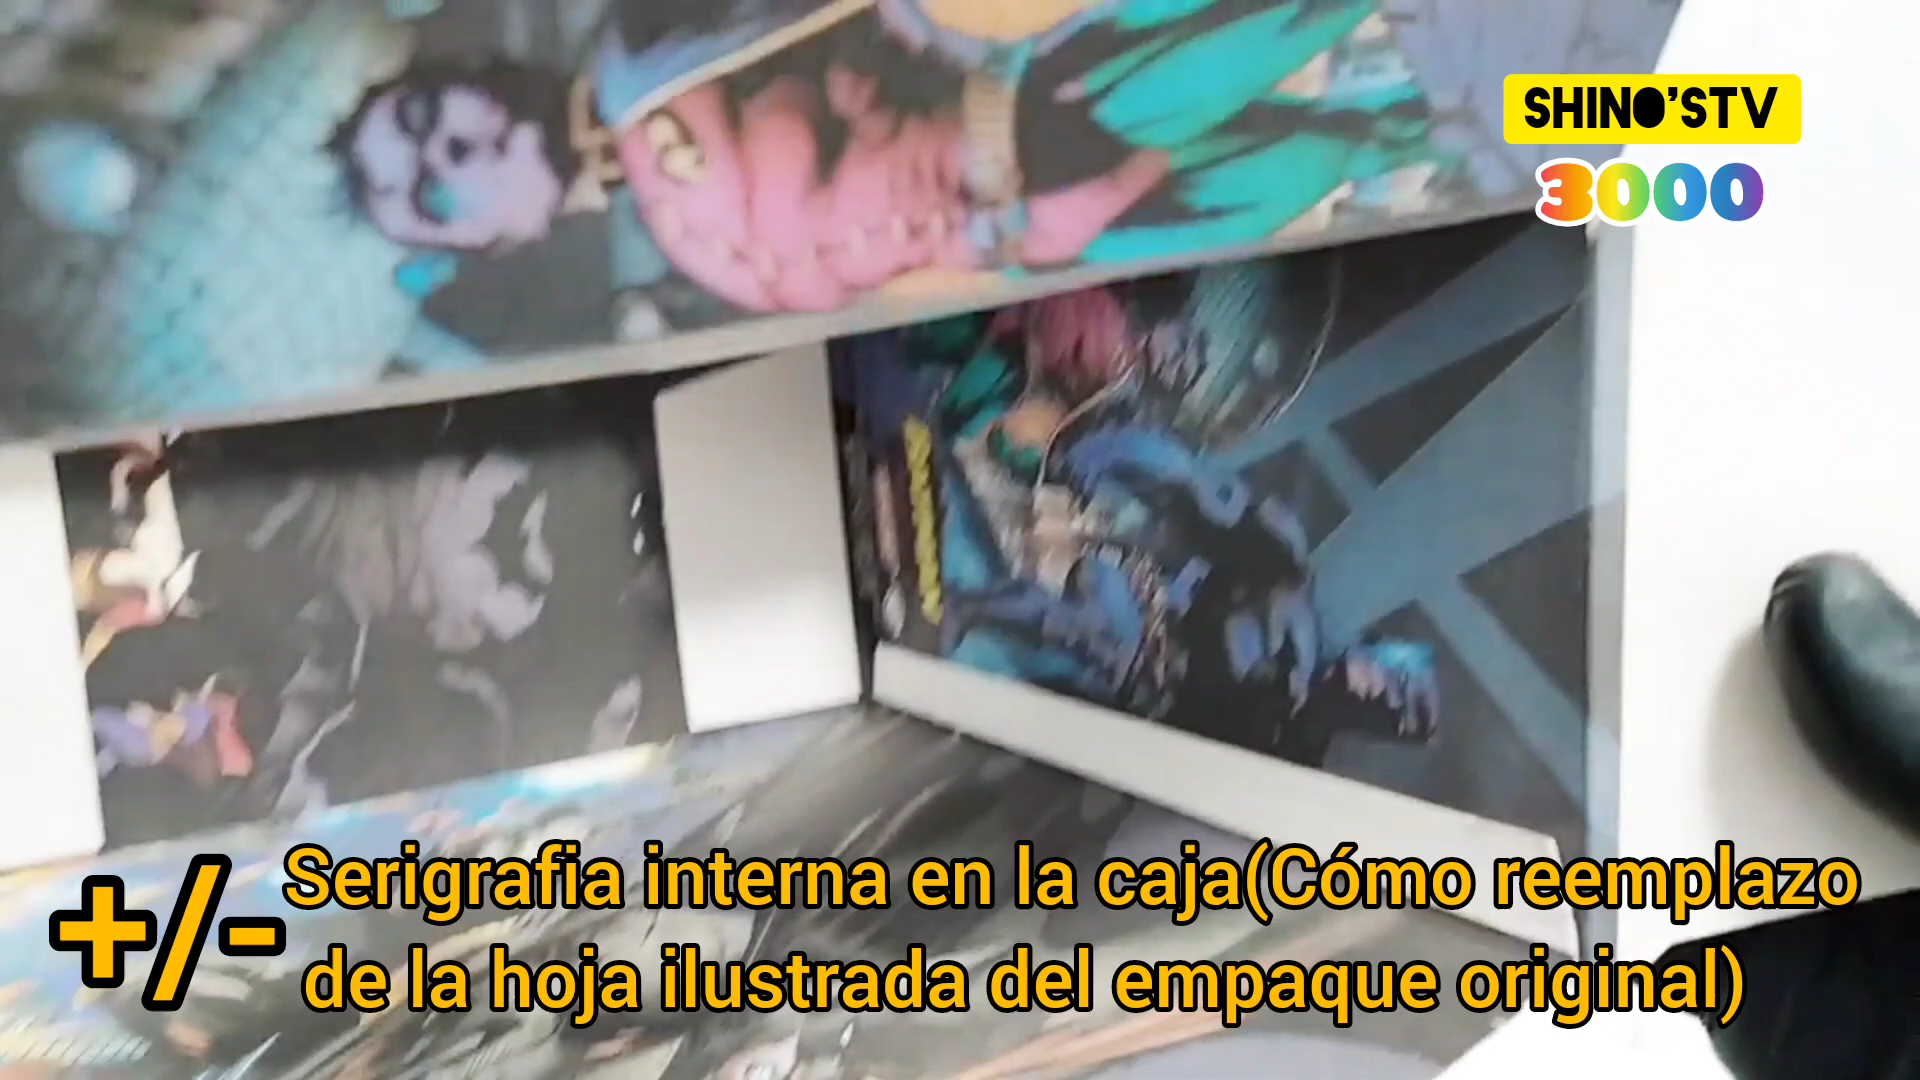 SHINO'STV
3000
+/- Serigrafia interna en la caja(Cómo reemplazo
de la hoja ilustrada del empaque original)